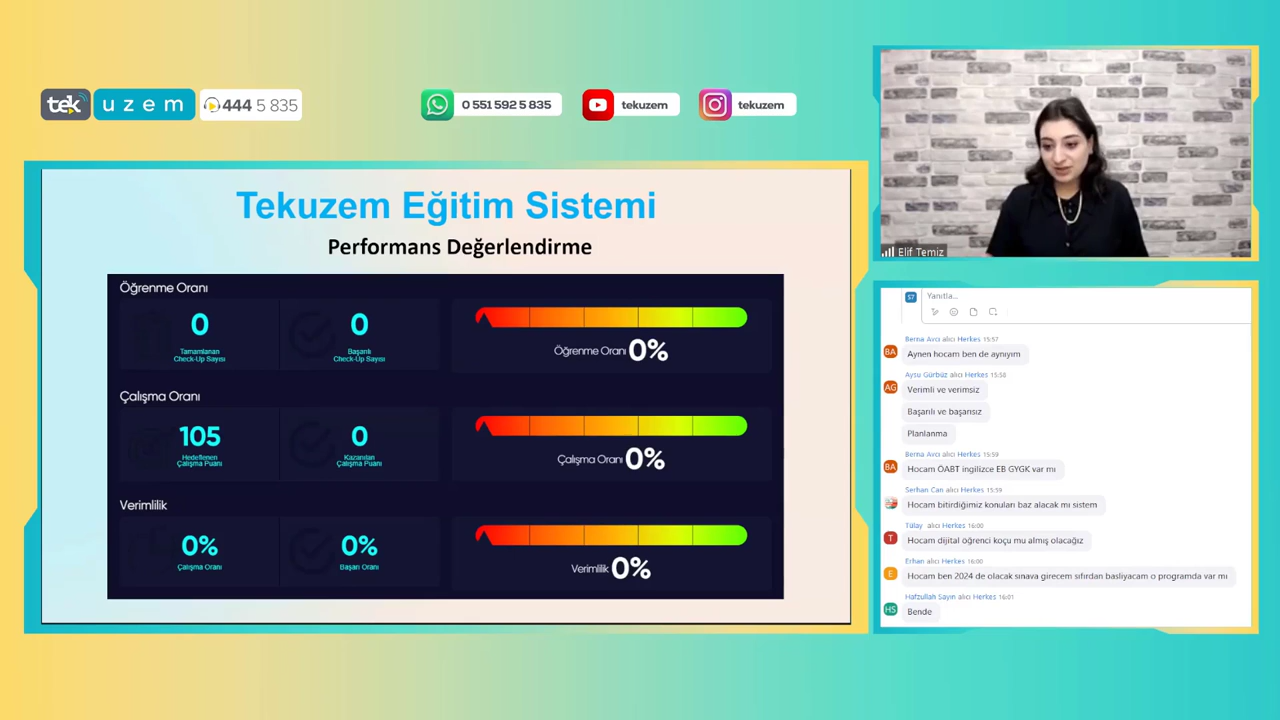 tek uzem 444 5 835
0 551 592 5 835
tekuzem
tekuzem
Tekuzem Eğitim Sistemi
Performans Değerlendirme
Öğrenme Oranı
0
Tamamlanan
Check-Up Sayısı
0
Başarılı
Check-Up Sayısı
Öğrenme Oranı 0%
Çalışma Oranı
105
Hedeflenen
Çalışma Puanı
0
Kazanılan
Çalışma Puanı
Çalışma Oranı 0%
Verimlilik
0%
Çalışma Oranı
0%
Başarı Oranı
Verimlilik 0%
Elif Temiz
Yanıtla...
Berna Avcı alıcı Herkes 15:57
BA
Aynen hocam ben de aynıyım
Aysu Gürbüz alıcı Herkes 15:58
AG
Verimli ve verimsiz
Başarılı ve başarısız
Planlanma
Berna Avcı alıcı Herkes 15:59
BA
Hocam ÖABT ingilizce EB GYGK var mı
Serhan Can alıcı Herkes 15:59
Hocam bitirdiğimiz konuları baz alacak mı sistem
Tülay alıcı Herkes 16:00
T
Hocam dijital öğrenci koçu mu almış olacağız
Erhan alıcı Herkes 16:00
E
Hocam ben 2024 de olacak sınava girecem sıfırdan basliyacam o programda var mı
Hafzullah Sayın alıcı Herkes 16:01
HS
Bende